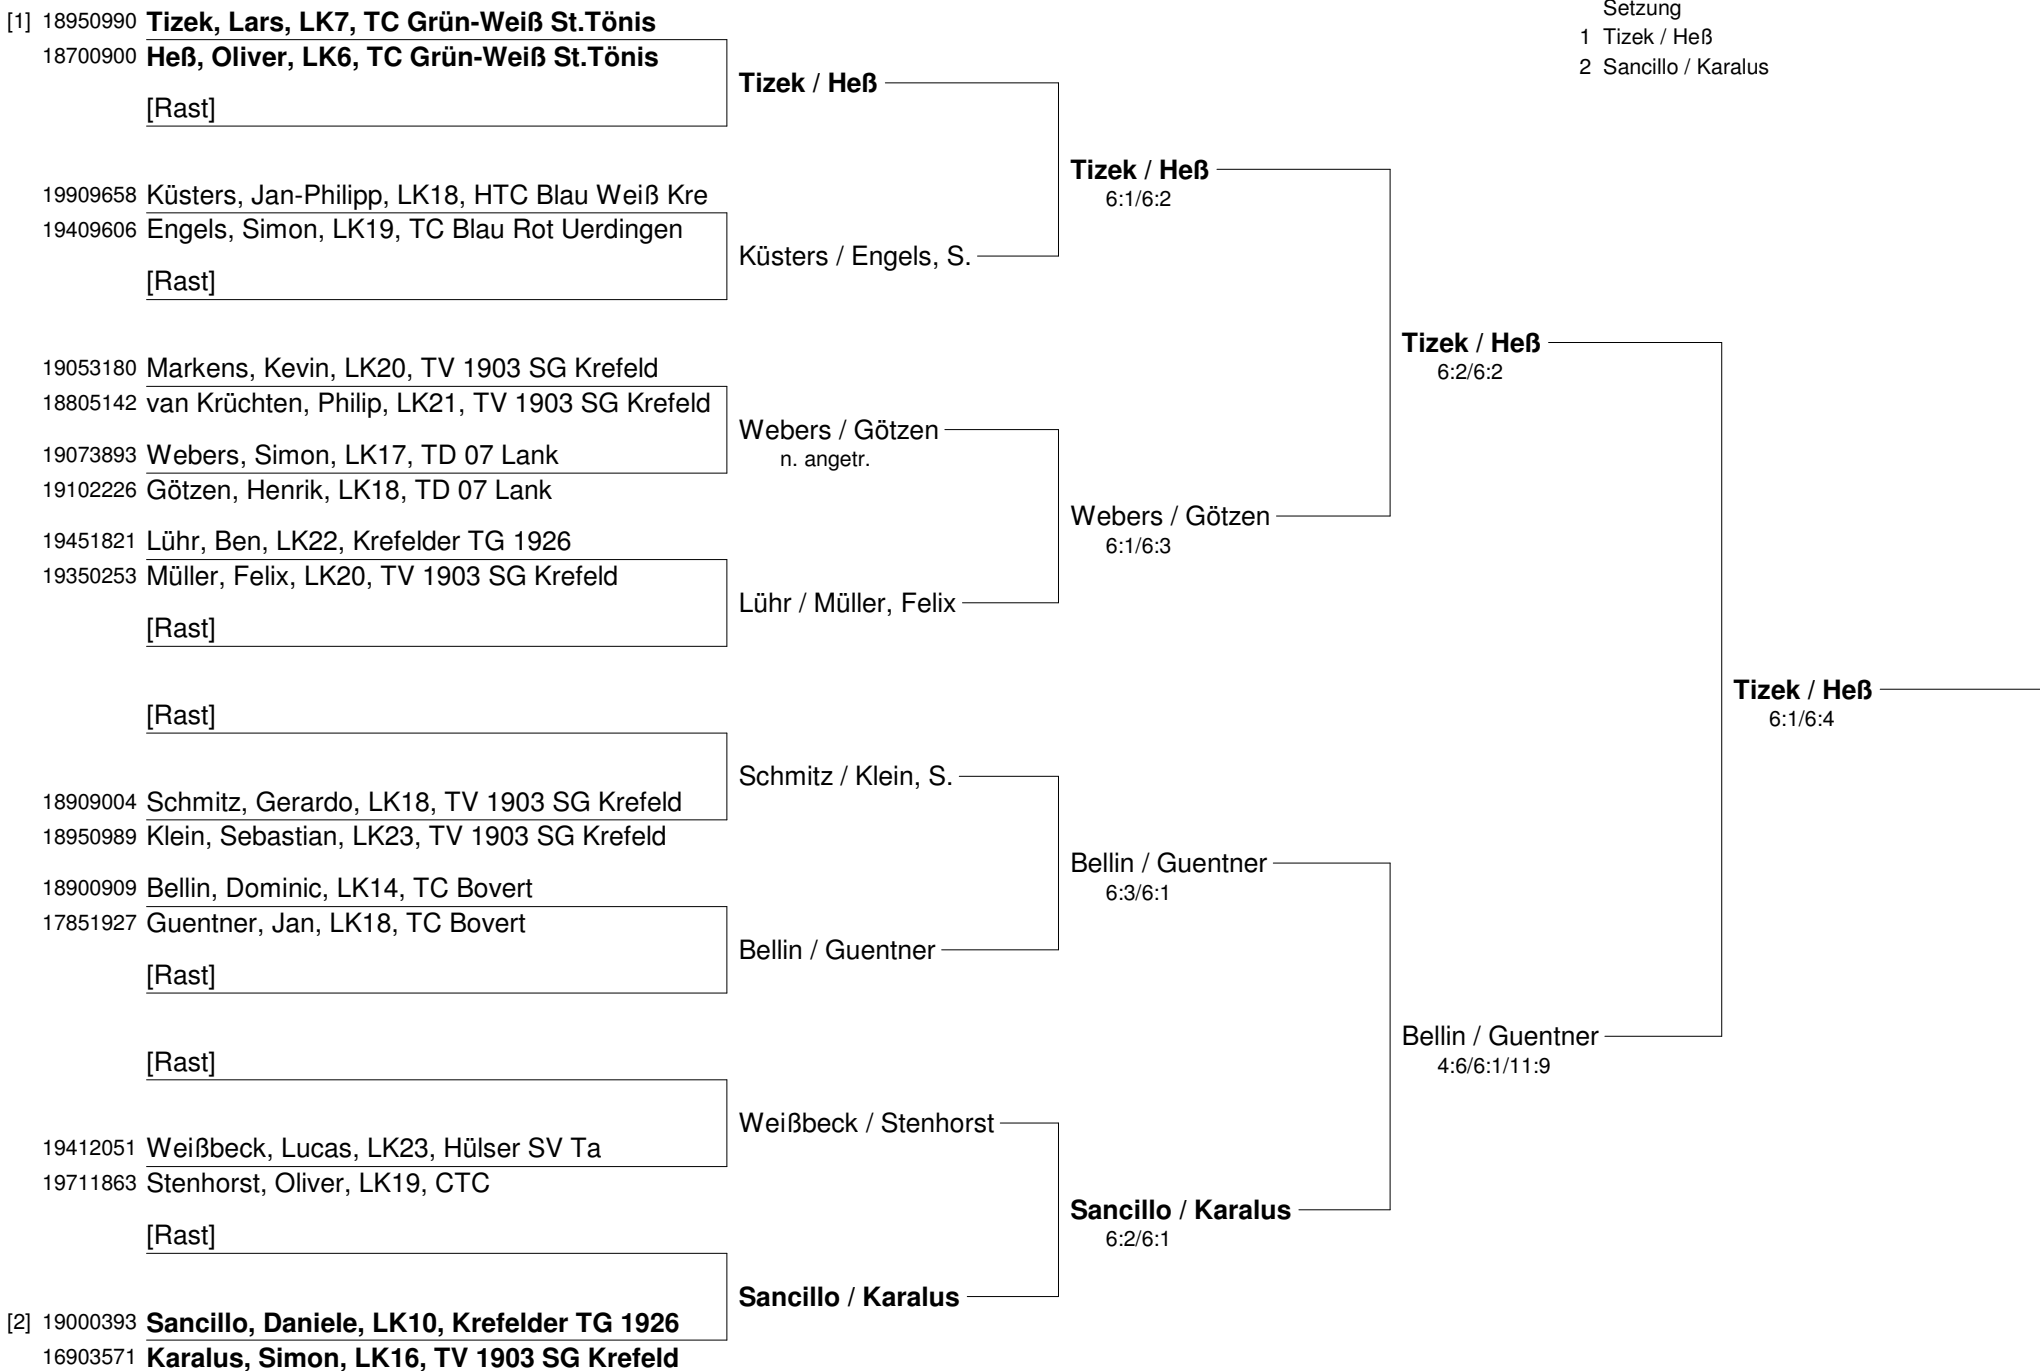 [1] 18950990 Tizek, Lars, LK7, TC Grün-Weiß St.Tönis
18700900 Heß, Oliver, LK6, TC Grün-Weiß St.Tönis
[Rast]
19909658 Küsters, Jan-Philipp, LK18, HTC Blau Weiß Kre
19409606 Engels, Simon, LK19, TC Blau Rot Uerdingen
[Rast]
19053180 Markens, Kevin, LK20, TV 1903 SG Krefeld
18805142 van Krüchten, Philip, LK21, TV 1903 SG Krefeld
19073893 Webers, Simon, LK17, TD 07 Lank
19102226 Götzen, Henrik, LK18, TD 07 Lank
19451821 Lühr, Ben, LK22, Krefelder TG 1926
19350253 Müller, Felix, LK20, TV 1903 SG Krefeld
[Rast]
[Rast]
18909004 Schmitz, Gerardo, LK18, TV 1903 SG Krefeld
18950989 Klein, Sebastian, LK23, TV 1903 SG Krefeld
18900909 Bellin, Dominic, LK14, TC Bovert
17851927 Guentner, Jan, LK18, TC Bovert
[Rast]
[Rast]
19412051 Weißbeck, Lucas, LK23, Hülser SV Ta
19711863 Stenhorst, Oliver, LK19, CTC
[Rast]
[2] 19000393 Sancillo, Daniele, LK10, Krefelder TG 1926
16903571 Karalus, Simon, LK16, TV 1903 SG Krefeld
Tizek / Heß
Küsters / Engels, S.
Webers / Götzen
n. angetr.
Lühr / Müller, Felix
Schmitz / Klein, S.
Bellin / Guentner
Weißbeck / Stenhorst
Sancillo / Karalus
Tizek / Heß
6:1/6:2
Webers / Götzen
6:1/6:3
Bellin / Guentner
6:3/6:1
Sancillo / Karalus
6:2/6:1
Tizek / Heß
6:2/6:2
Bellin / Guentner
4:6/6:1/11:9
Tizek / Heß
6:1/6:4
Setzung
1 Tizek / Heß
2 Sancillo / Karalus